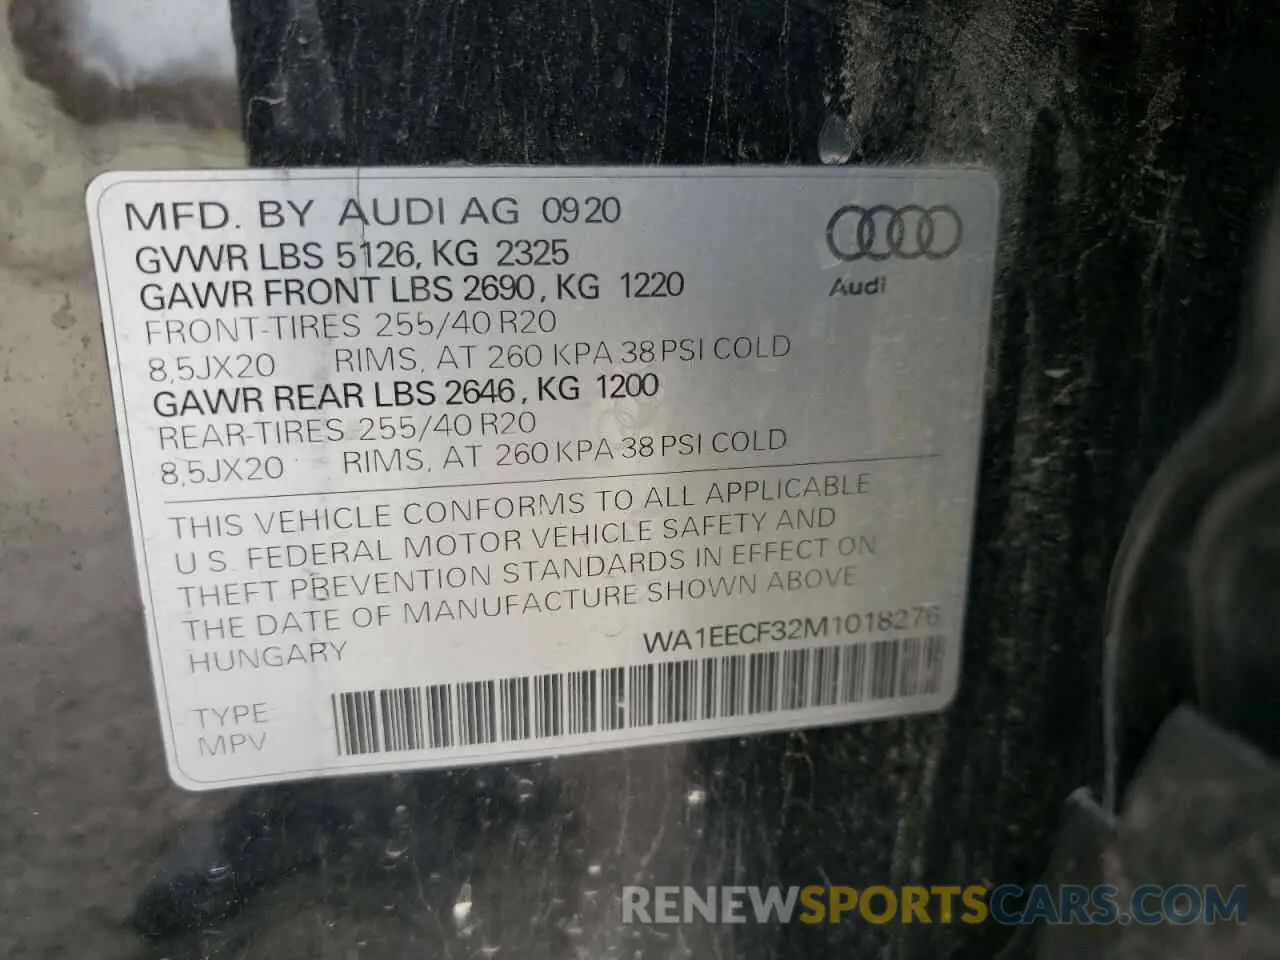 MFD. BY AUDI AG 0920
GVWR LBS 5126, KG 2325
GAWR FRONT LBS 2690, KG 1220
FRONT-TIRES 255/40 R20
8,5JX20 RIMS, AT 260 KPA 38 PSI COLD
GAWR REAR LBS 2646, KG 1200
REAR-TIRES 255/40 R20
8,5JX20 RIMS, AT 260 KPA 38 PSI COLD
Audi
THIS VEHICLE CONFORMS TO ALL APPLICABLE
U.S. FEDERAL MOTOR VEHICLE SAFETY AND
THEFT PREVENTION STANDARDS IN EFFECT ON
THE DATE OF MANUFACTURE SHOWN ABOVE
HUNGARY WA1EECF32M1018276
TYPE
MPV
RENEWSPORTSCARS.COM